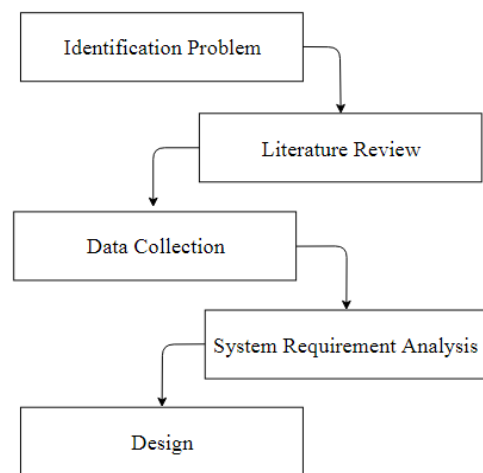 Identification Problem
Literature Review
Data Collection
System Requirement Analysis
Design